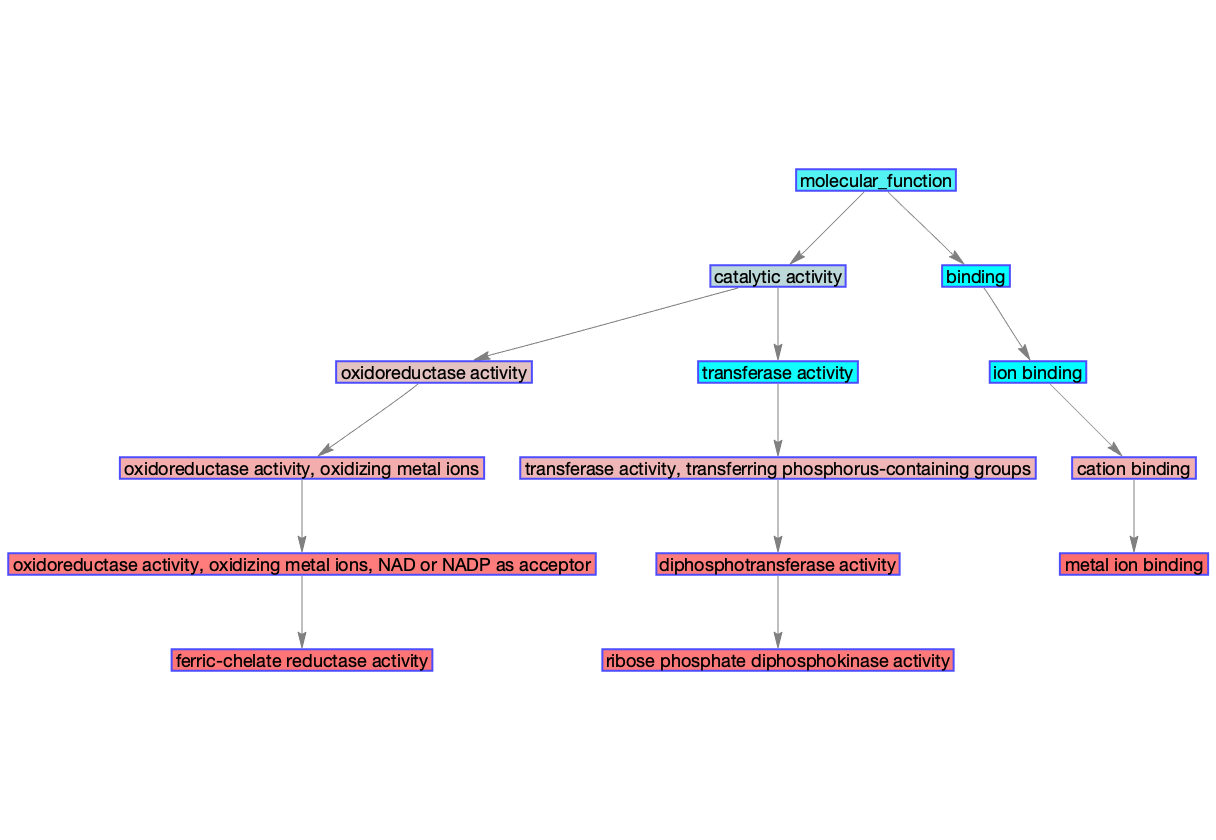 molecular_function
catalytic activity
binding
oxidoreductase activity
transferase activity
ion binding
oxidoreductase activity, oxidizing metal ions
transferase activity, transferring phosphorus-containing groups
cation binding
oxidoreductase activity, oxidizing metal ions, NAD or NADP as acceptor
diphosphotransferase activity
metal ion binding
ferric-chelate reductase activity
ribose phosphate diphosphokinase activity